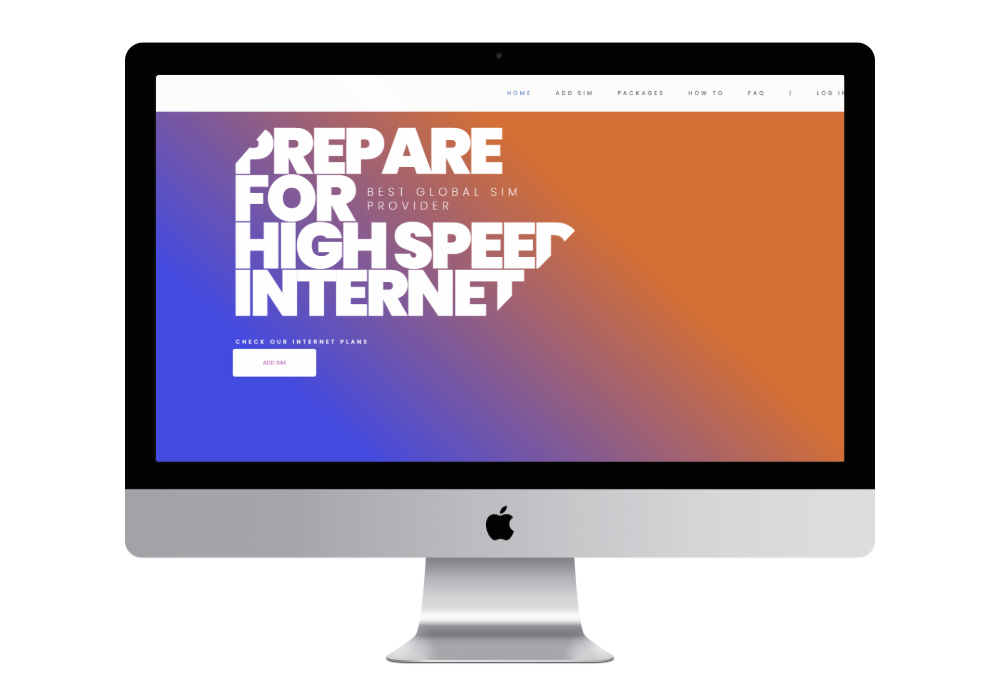 HOME ADD SIM PACKAGES HOW TO FAQ | LOG IN
PREPARE
FOR
BEST GLOBAL SIM
PROVIDER
HIGH SPEED
INTERNET
CHECK OUR INTERNET PLANS
ADD SIM